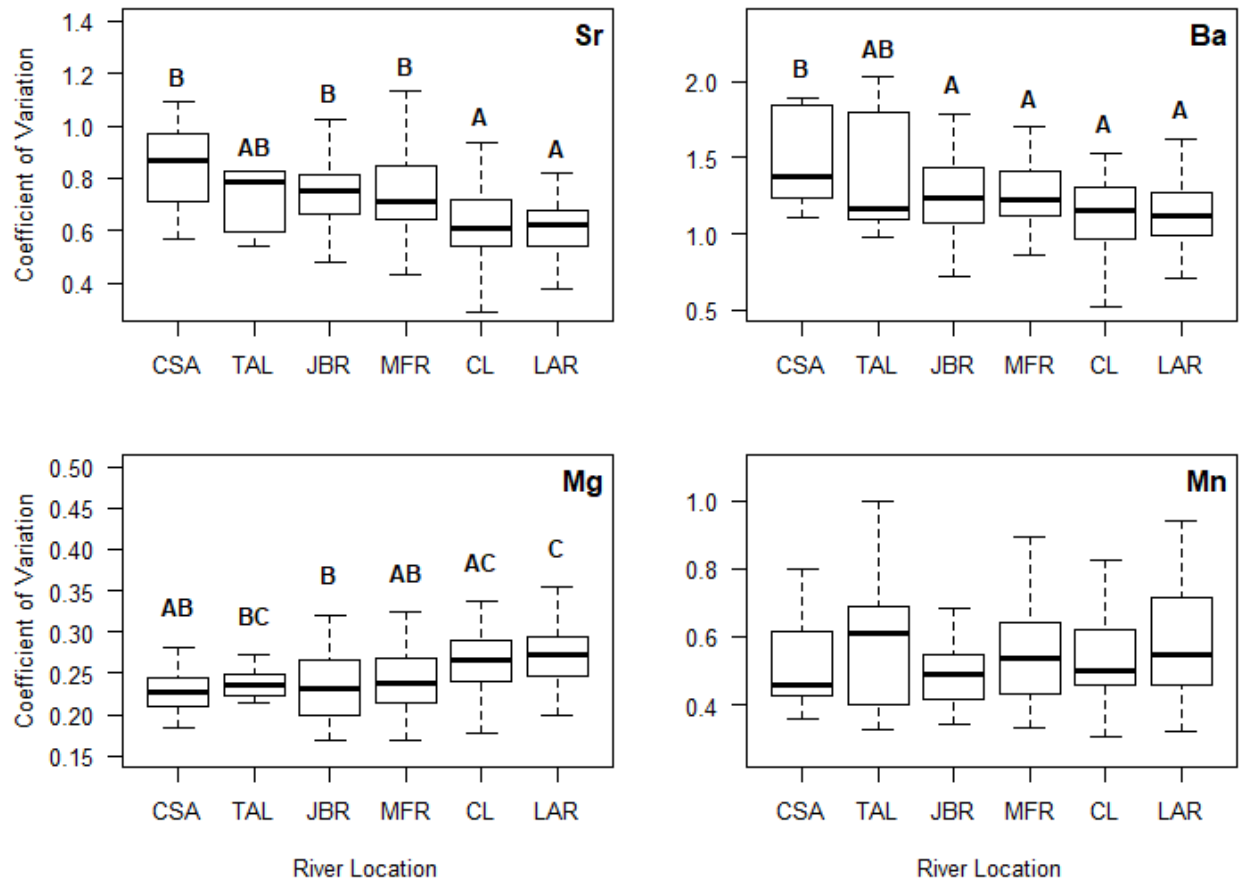 Sr
Coefficient of Variation
1.4
1.2
1.0
0.8
0.6
0.4
B
AB
B
B
A
A
CSA TAL JBR MFR CL LAR
Ba
2.0
1.5
1.0
0.5
B
AB
A
A
A
A
CSA TAL JBR MFR CL LAR
Mg
Coefficient of Variation
0.50
0.45
0.40
0.35
0.30
0.25
0.20
0.15
AB
BC
B
AB
AC
C
CSA TAL JBR MFR CL LAR
River Location
Mn
1.0
0.8
0.6
0.4
CSA TAL JBR MFR CL LAR
River Location